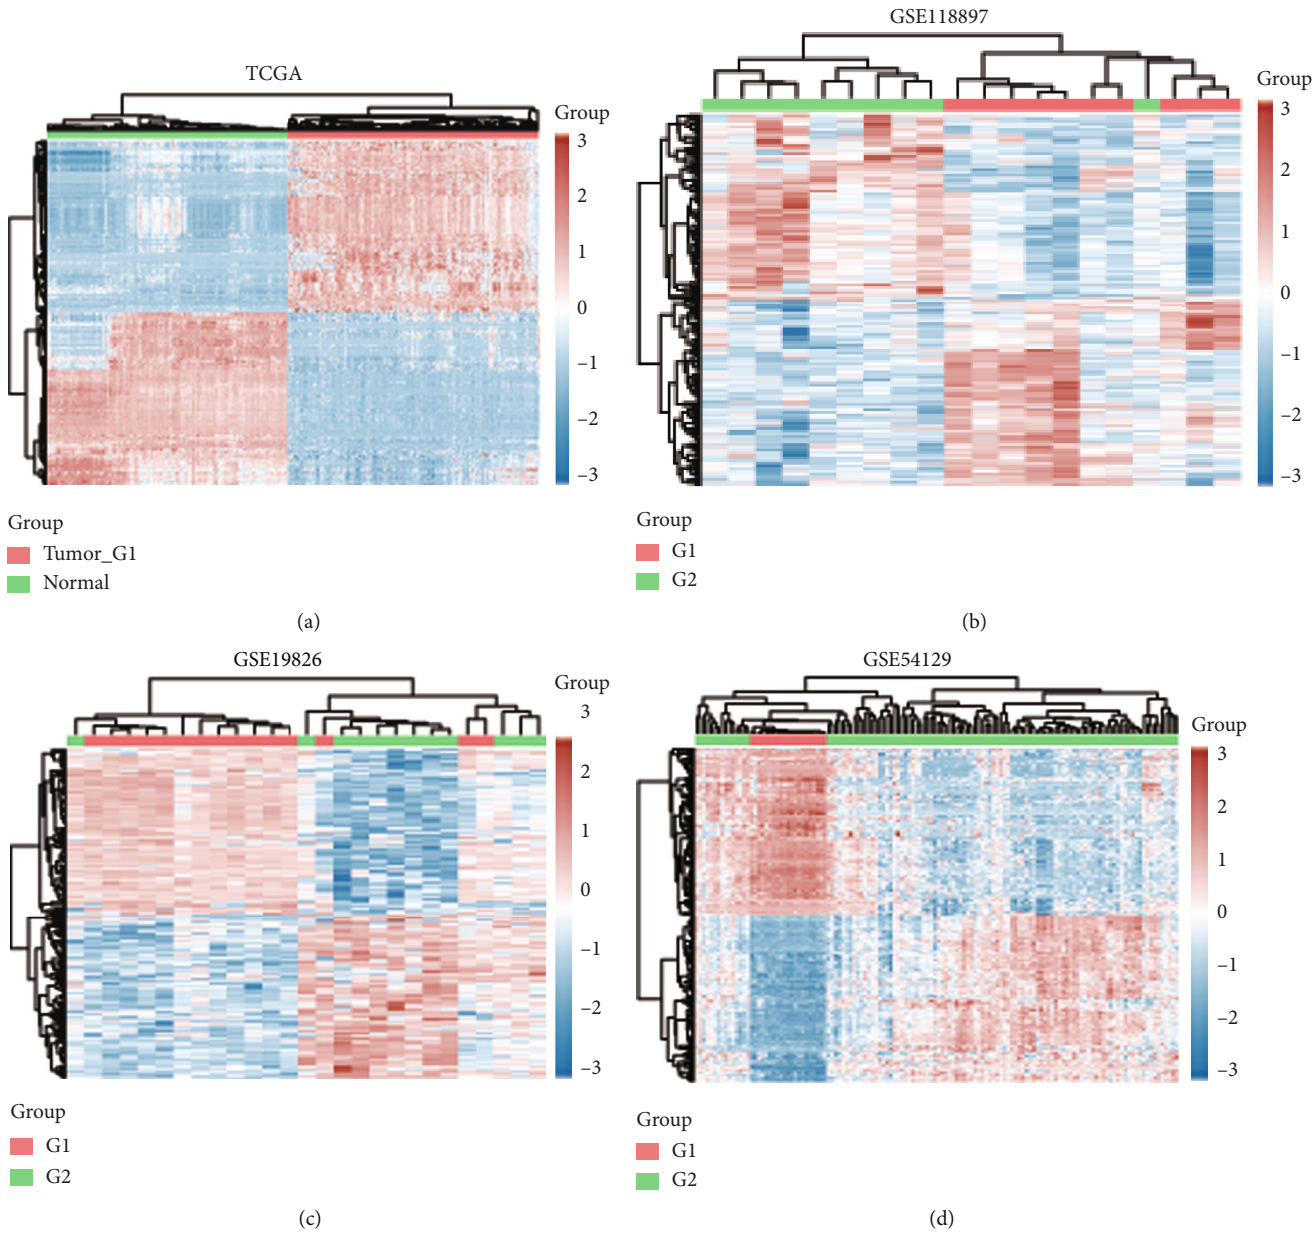 TCGA
Group
3
2
1
0
−1
−2
−3
Group
Tumor_G1
Normal
(a)
GSE118897
Group
3
2
1
0
−1
−2
−3
Group
G1
G2
(b)
GSE19826
Group
3
2
1
0
−1
−2
−3
Group
G1
G2
(c)
GSE54129
Group
3
2
1
0
−1
−2
−3
Group
G1
G2
(d)